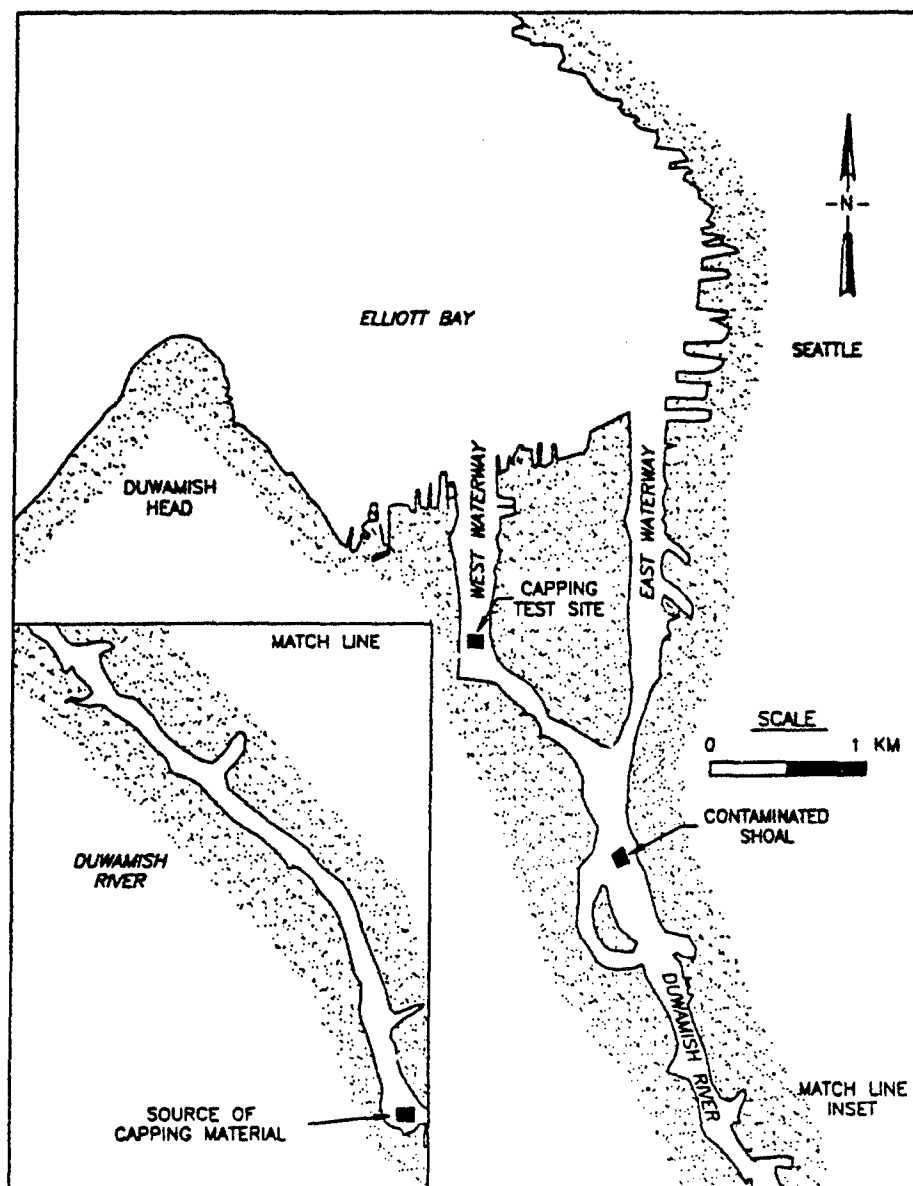 -N-
ELLIOTT BAY
SEATTLE
DUWAMISH
HEAD
WEST WATERWAY
EAST WATERWAY
CAPPING
TEST SITE
MATCH LINE
SCALE
0 1 KM
CONTAMINATED
SHOAL
DUWAMISH
RIVER
DUWAMISH RIVER
MATCH LINE
INSET
SOURCE OF
CAPPING MATERIAL